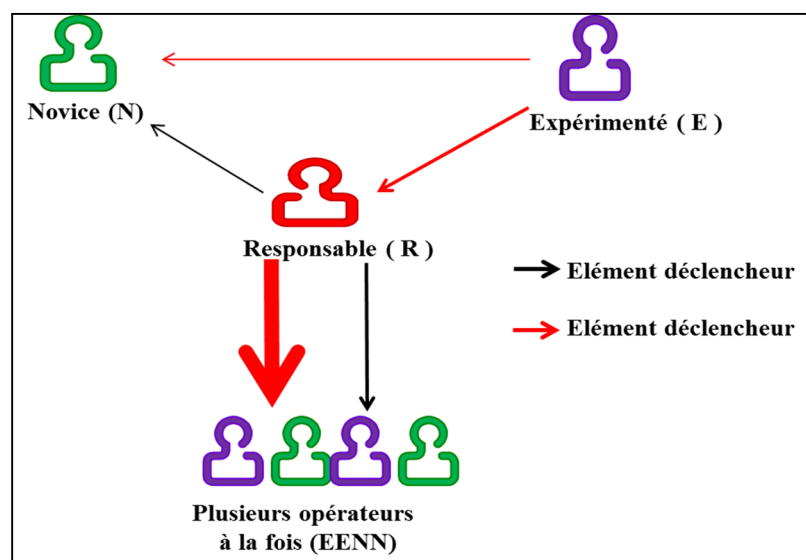 Novice (N)
Expérimenté ( E )
Responsable ( R )
Elément déclencheur
Elément déclencheur
Plusieurs opérateurs
à la fois (EENN)